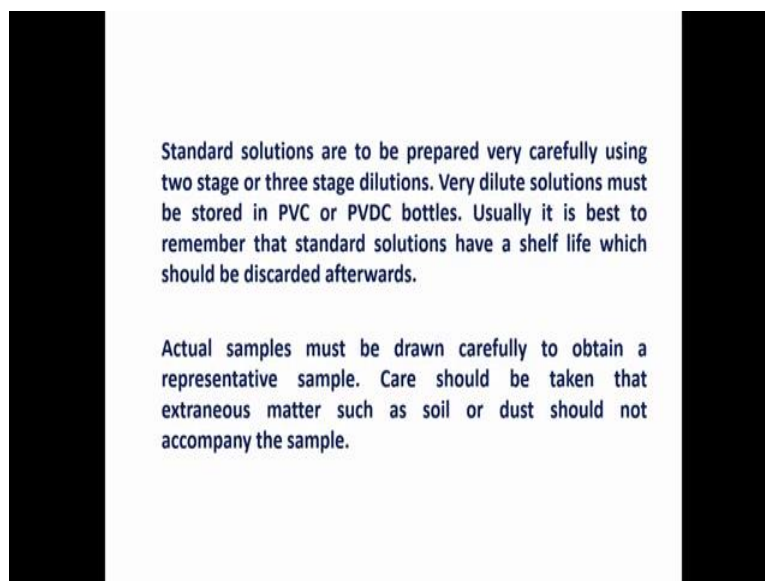 Standard solutions are to be prepared very carefully using
two stage or three stage dilutions. Very dilute solutions must
be stored in PVC or PVDC bottles. Usually it is best to
remember that standard solutions have a shelf life which
should be discarded afterwards.
Actual samples must be drawn carefully to obtain a
representative sample. Care should be taken that
extraneous matter such as soil or dust should not
accompany the sample.